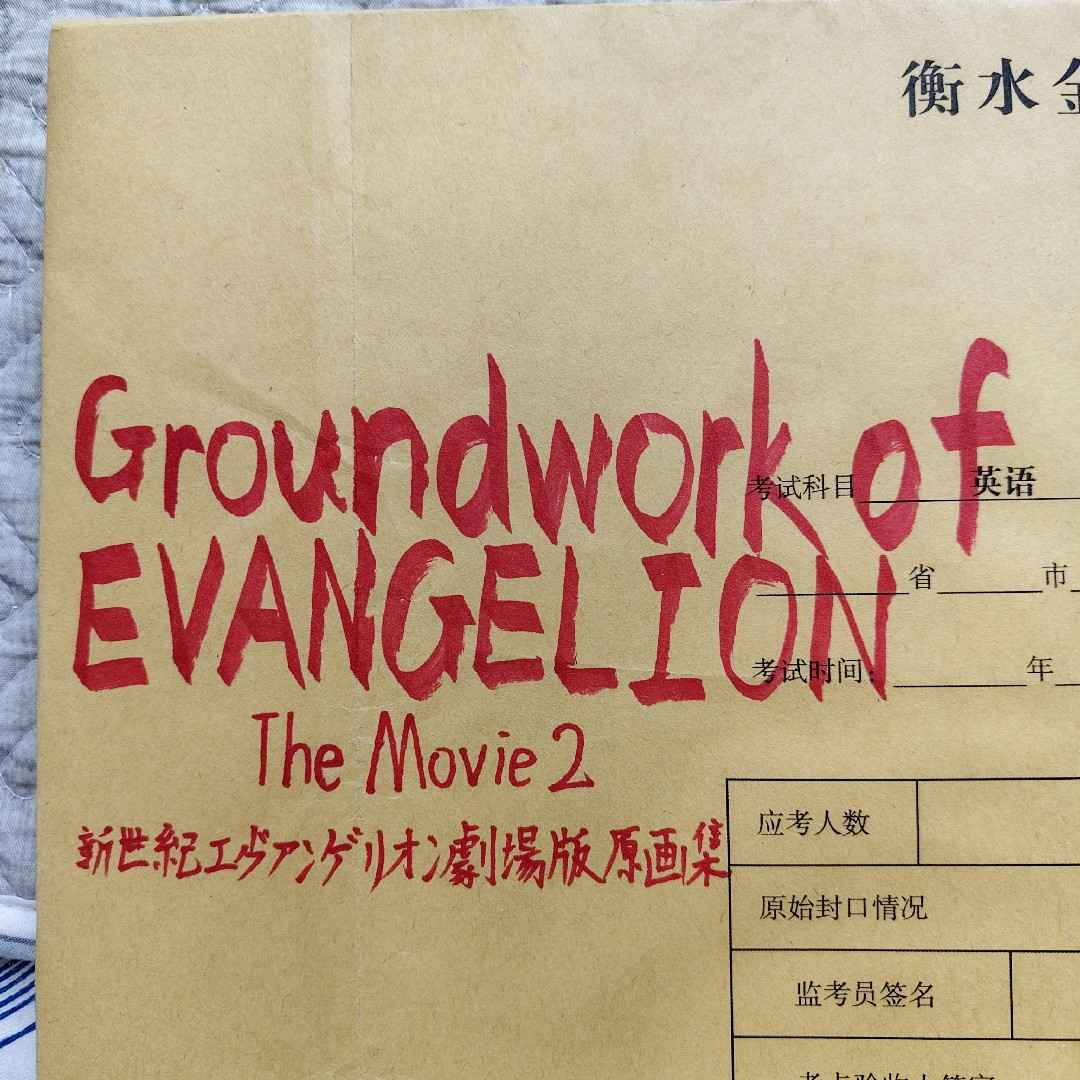 衡水金
Groundwork of
考试科目 英语
EVANGELION
省 市
考试时间: 年
The Movie 2
应考人数
新世紀エヴァンゲリオン劇場版原画集
原始封口情况
监考员签名